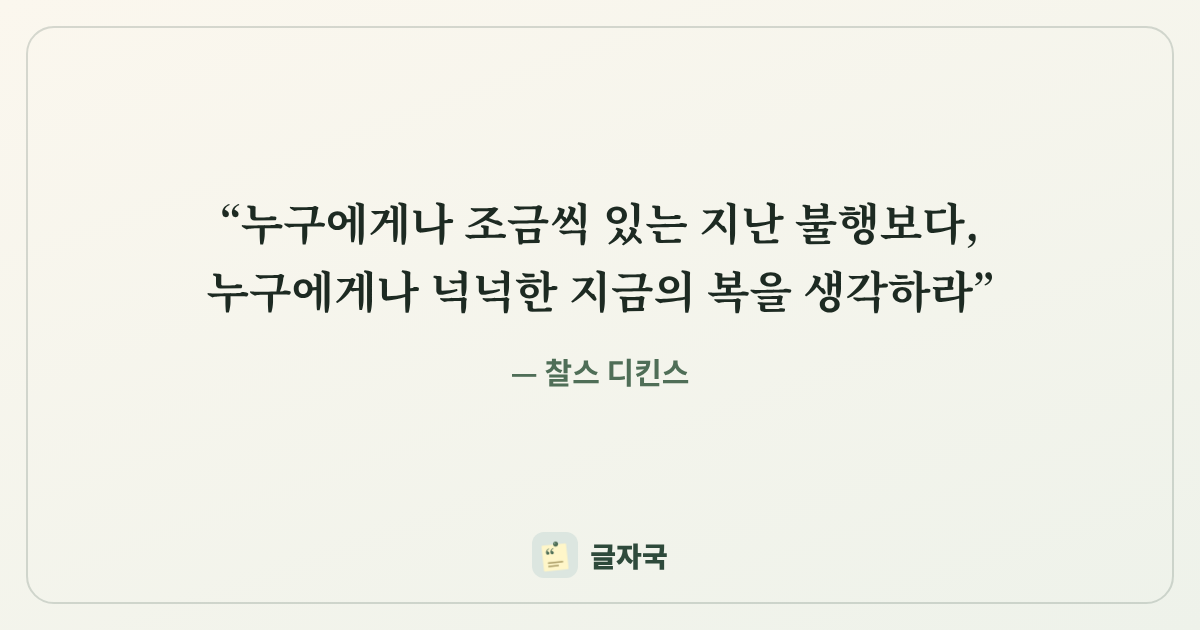 “누구에게나 조금씩 있는 지난 불행보다,
누구에게나 넉넉한 지금의 복을 생각하라”
— 찰스 디킨스
글자국